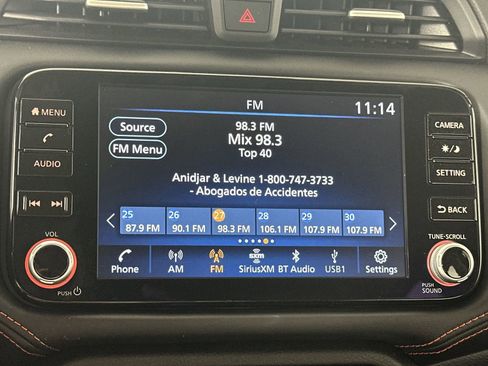 FM
11:14
MENU
AUDIO
VOL
PUSH
Source
FM Menu
98.3 FM
Mix 98.3
Top 40
Anidjar & Levine 1-800-747-3733
- Abogados de Accidentes
25 26 27 28 29 30
87.9 FM 90.1 FM 98.3 FM 106.1 FM 107.9 FM 107.9 FM
Phone AM FM SiriusXM BT Audio USB1 Settings
sxm
CAMERA
SETTING
BACK
TUNE-SCROLL
PUSH
SOUND